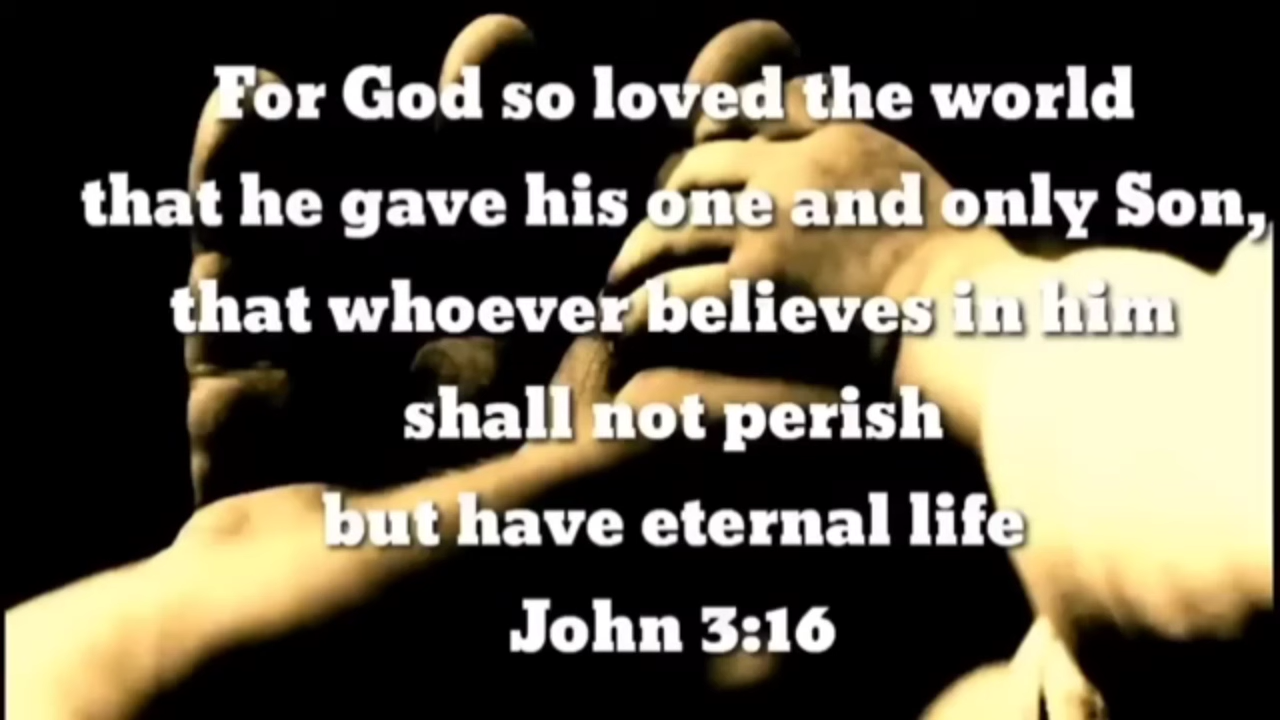 For God so loved the world
that he gave his one and only Son,
that whoever believes in him
shall not perish
but have eternal life
John 3:16